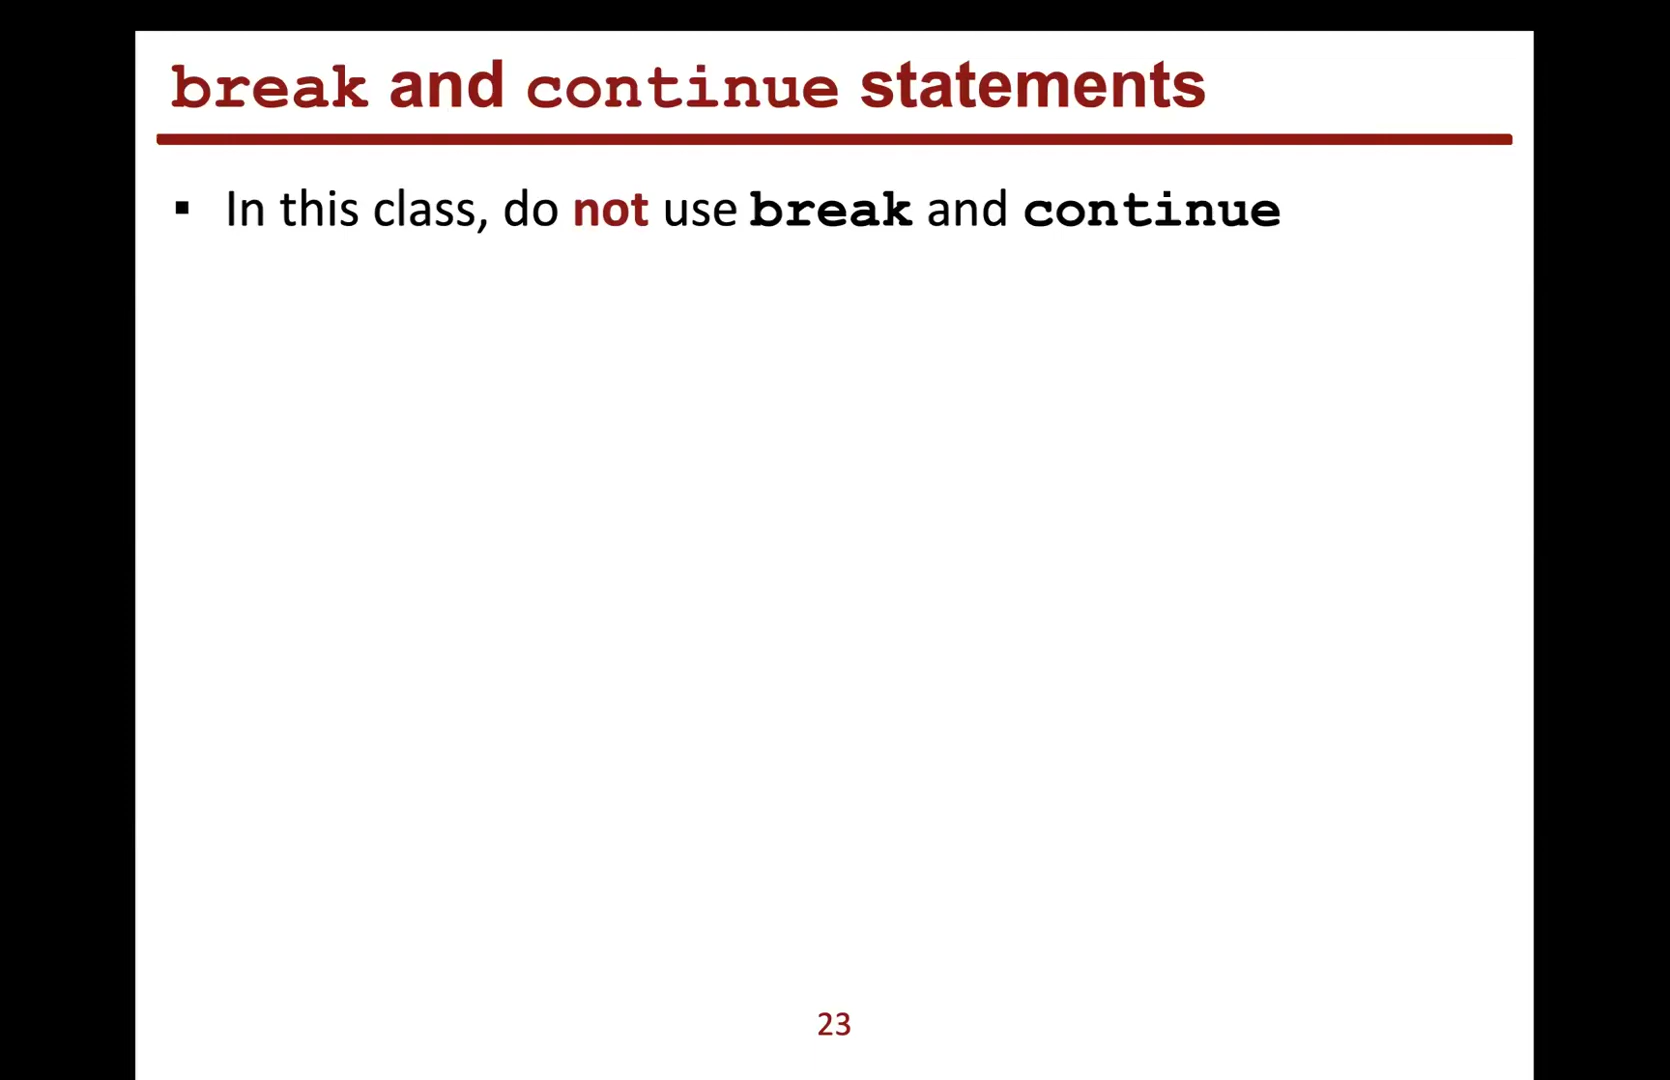 break and continue statements
▪ In this class, do not use break and continue
23